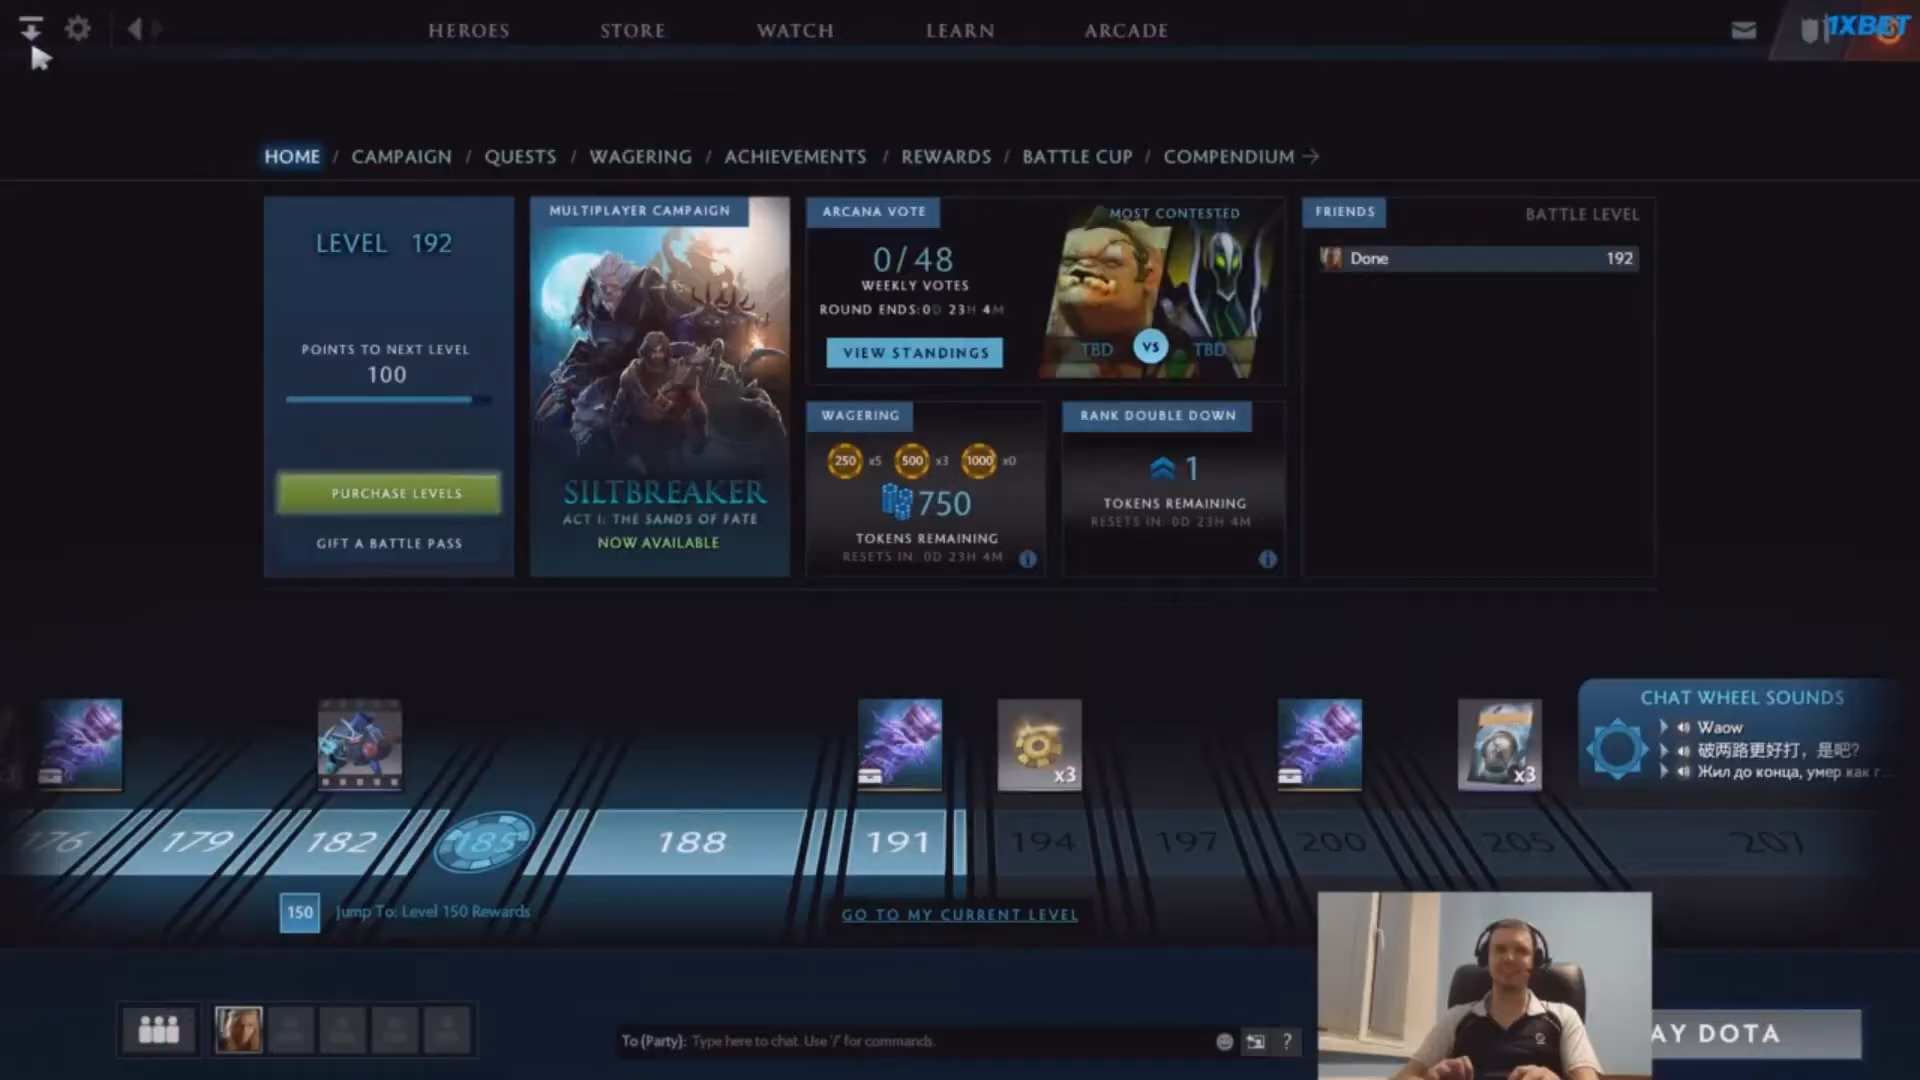 HEROES STORE WATCH LEARN ARCADE
1XBET
HOME / CAMPAIGN / QUESTS / WAGERING / ACHIEVEMENTS / REWARDS / BATTLE CUP / COMPENDIUM
LEVEL 192
POINTS TO NEXT LEVEL
100
PURCHASE LEVELS
GIFT A BATTLE PASS
MULTIPLAYER CAMPAIGN
SILTBREAKER
ACT I: THE SANDS OF FATE
NOW AVAILABLE
ARCANA VOTE
0/48
WEEKLY VOTES
ROUND ENDS:0D 23H 4M
VIEW STANDINGS
MOST CONTESTED
TBD VS TBD
WAGERING
250 x5 500 x3 1000 x0
750
TOKENS REMAINING
RESETS IN: 0D 23H 4M
RANK DOUBLE DOWN
1
TOKENS REMAINING
RESETS IN: 0D 23H 4M
FRIENDS BATTLE LEVEL
Done 192
x3
x3
CHAT WHEEL SOUNDS
Waow
破两路更好打，是吧?
Жил до конца, умер как г...
176 179 182 185 188 191 194 197 200 205 207
150 Jump To: Level 150 Rewards
GO TO MY CURRENT LEVEL
To (Party): Type here to chat. Use '/' for commands.
?
AY DOTA